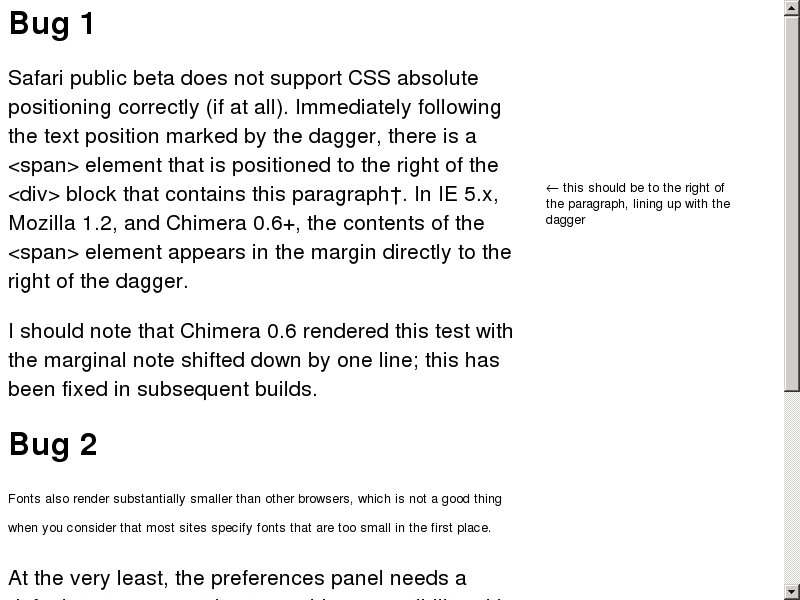 Bug 1
Safari public beta does not support CSS absolute
positioning correctly (if at all). Immediately following
the text position marked by the dagger, there is a
<span> element that is positioned to the right of the
<div> block that contains this paragraph†. In IE 5.x,
Mozilla 1.2, and Chimera 0.6+, the contents of the
<span> element appears in the margin directly to the
right of the dagger.
← this should be to the right of
the paragraph, lining up with the
dagger
I should note that Chimera 0.6 rendered this test with
the marginal note shifted down by one line; this has
been fixed in subsequent builds.
Bug 2
Fonts also render substantially smaller than other browsers, which is not a good thing
when you consider that most sites specify fonts that are too small in the first place.
At the very least, the preferences panel needs a